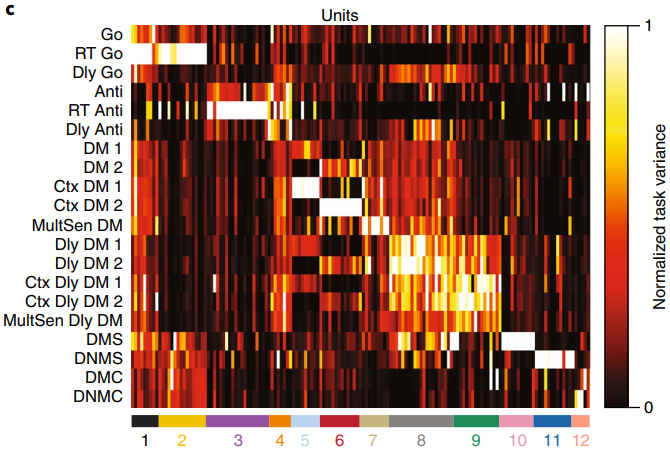 c
Units
Go
RT Go
Dly Go
Anti
RT Anti
Dly Anti
DM 1
DM 2
Ctx DM 1
Ctx DM 2
MultSen DM
Dly DM 1
Dly DM 2
Ctx Dly DM 1
Ctx Dly DM 2
MultSen Dly DM
DMS
DNMS
DMC
DNMC
1 2 3 4 5 6 7 8 9 10 11 12
1
Normalized task variance
0